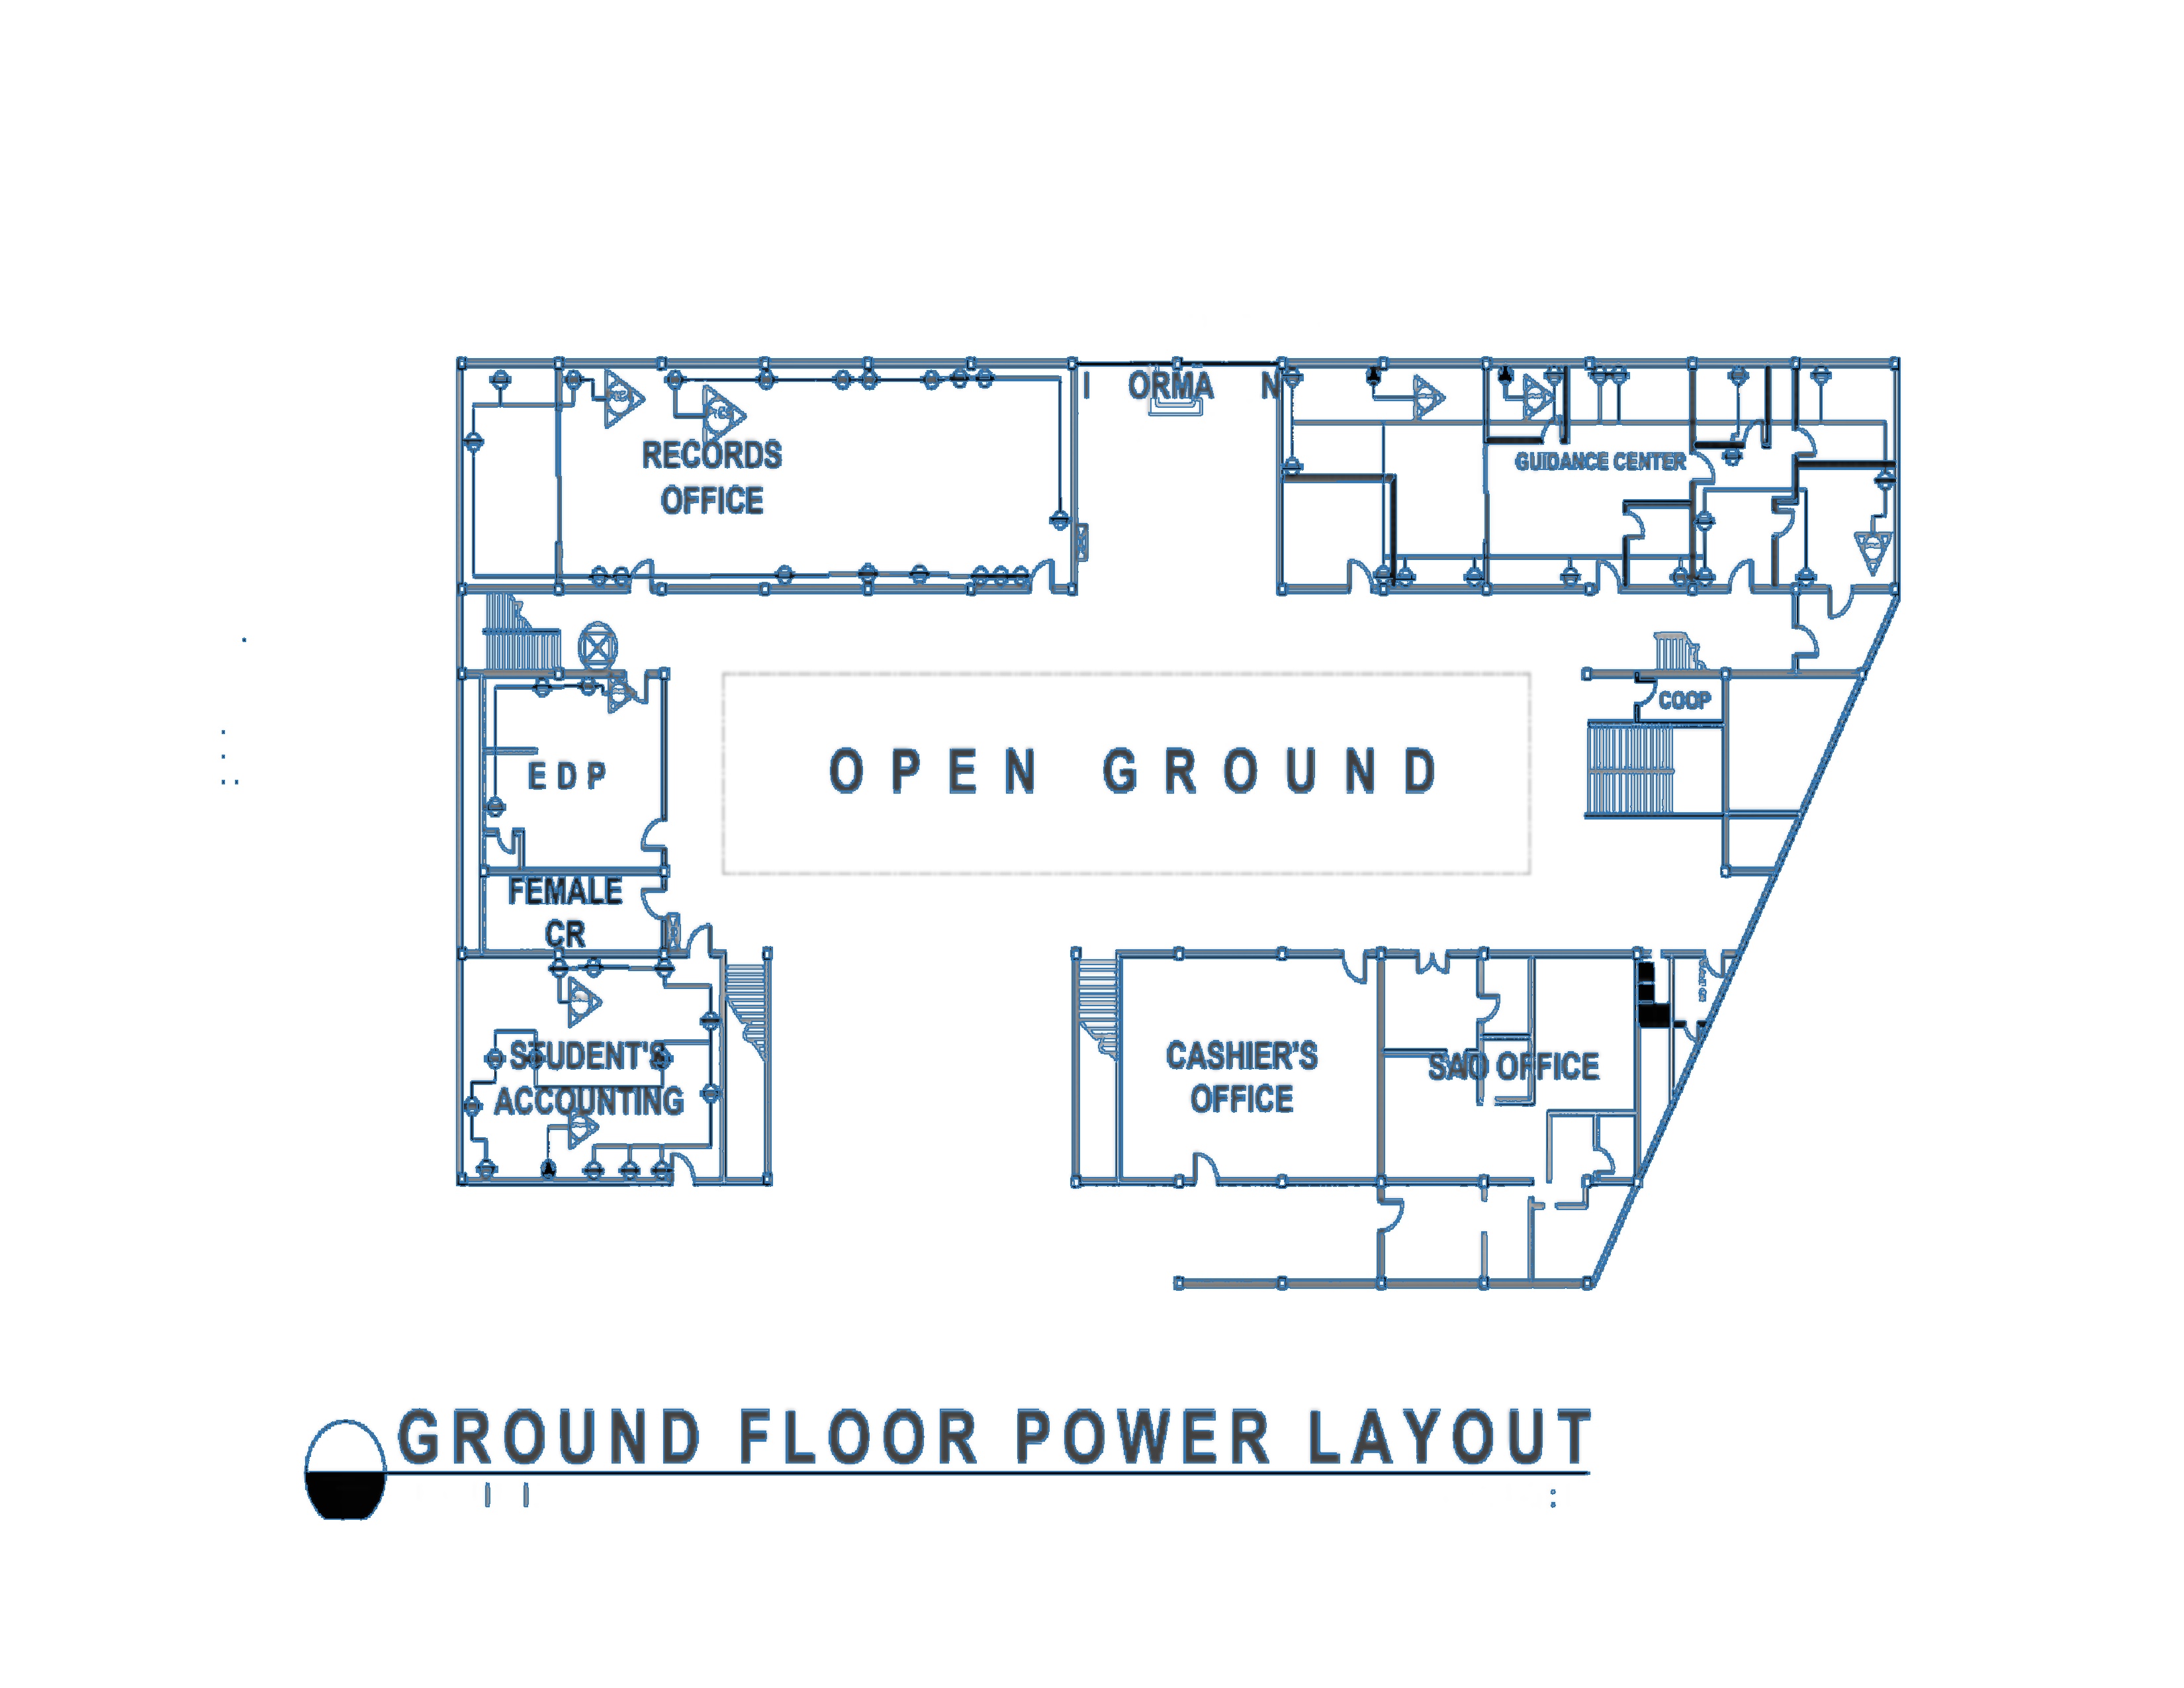 I ORMA N
RECORDS
OFFICE
GUIDANCE CENTER
COOP
OPEN GROUND
EDP
FEMALE
CR
STUDENT'S
ACCOUNTING
CASHIER'S
OFFICE
SAO OFFICE
GROUND FLOOR POWER LAYOUT